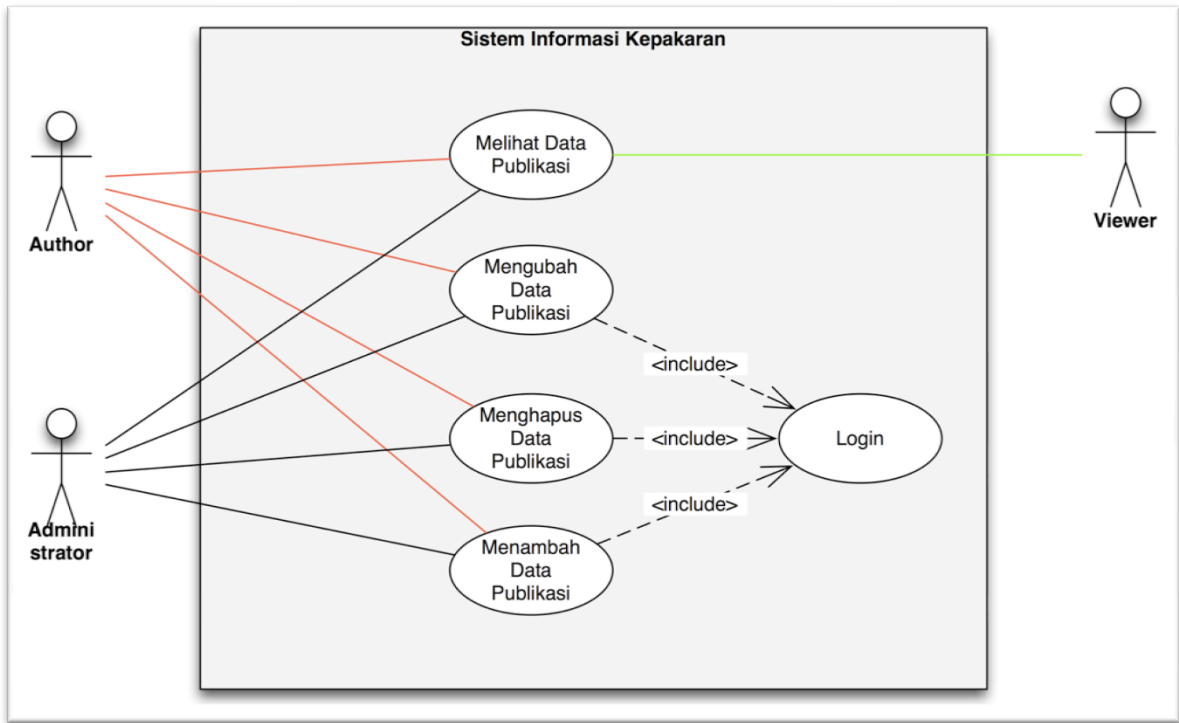 Sistem Informasi Kepakaran
Author
Admini
strator
Melihat Data
Publikasi
Mengubah
Data
Publikasi
Menghapus
Data
Publikasi
Menambah
Data
Publikasi
<include>
<include>
<include>
Login
Viewer